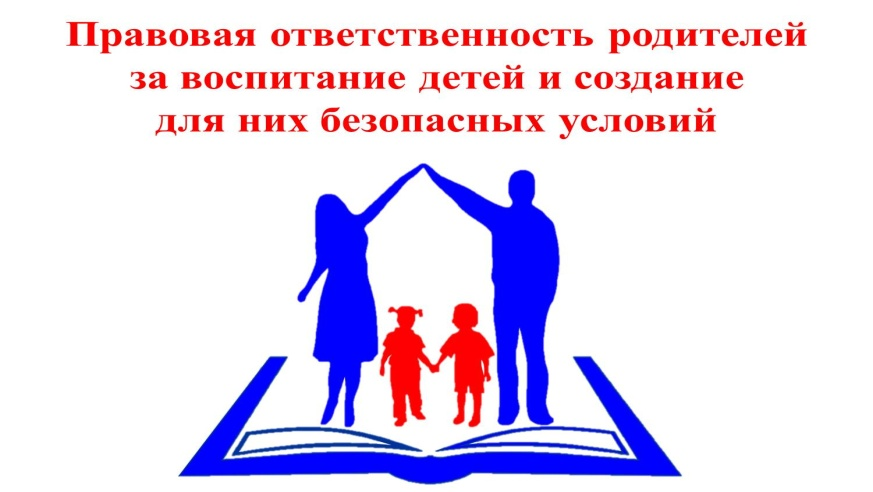 Правовая ответственность родителей
за воспитание детей и создание
для них безопасных условий